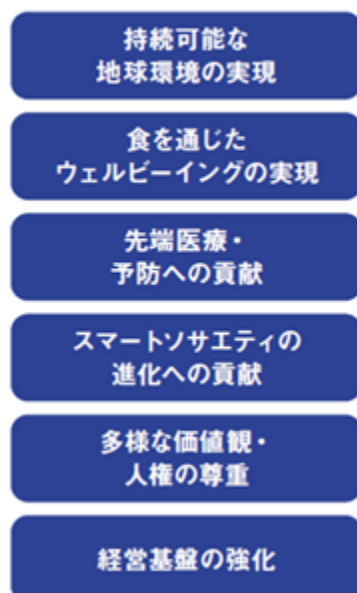 持続可能な
地球環境の実現
食を通じた
ウェルビーイングの実現
先端医療・
予防への貢献
スマートソサエティの
進化への貢献
多様な価値観・
人権の尊重
経営基盤の強化